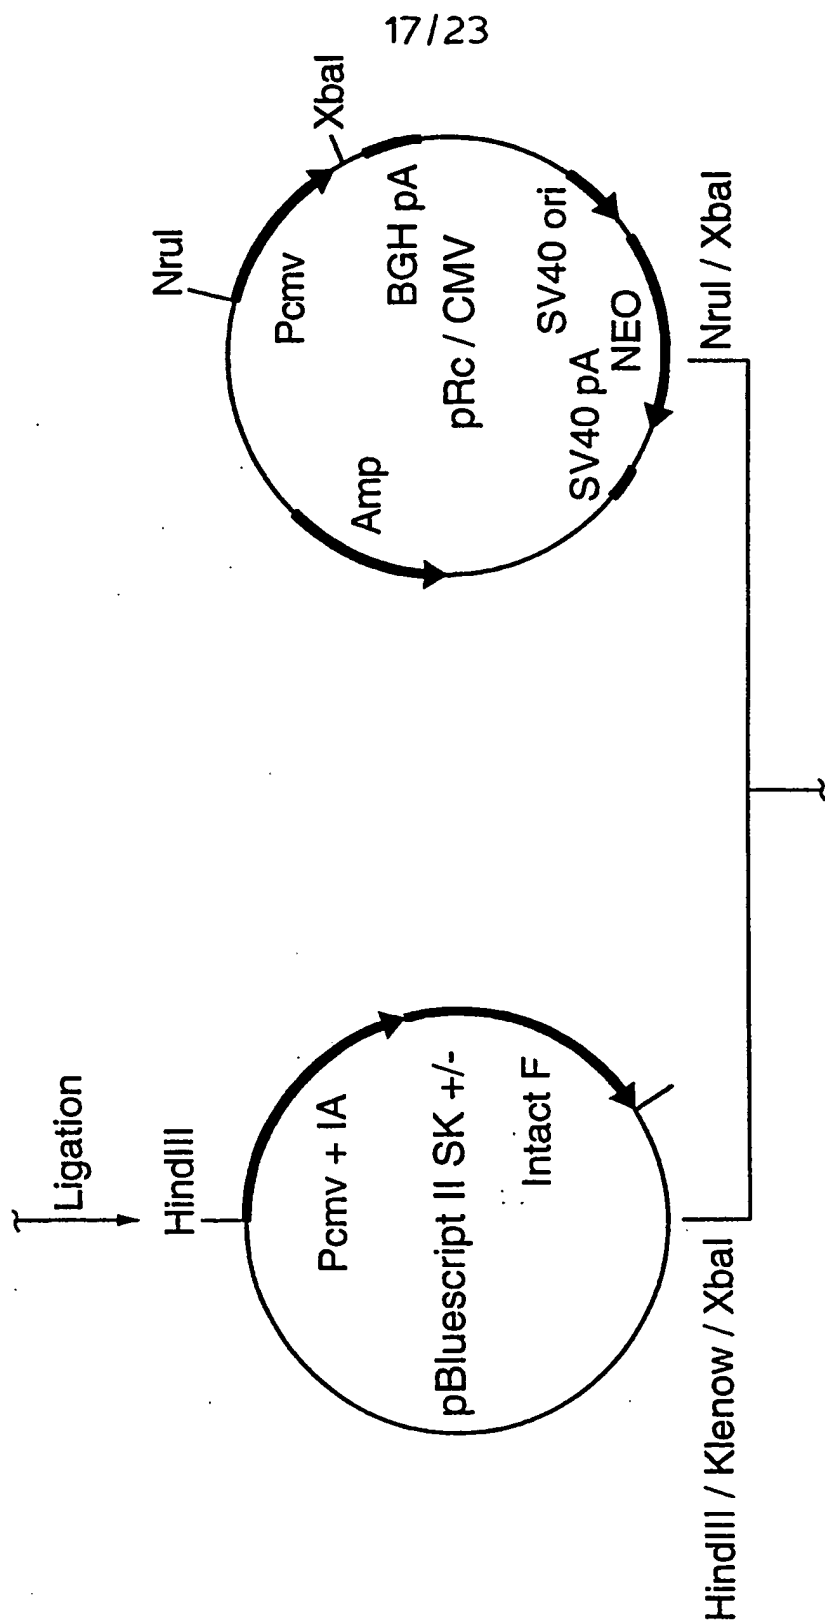 17/23
Ligation
HindIII
Pcmv + IA
pBluescript II SK +/-
Intact F
HindIII / Klenow / XbaI
NruI
XbaI
Pcmv
BGH pA
Amp
pRc / CMV
SV40 ori
SV40 pA
NEO
NruI / XbaI